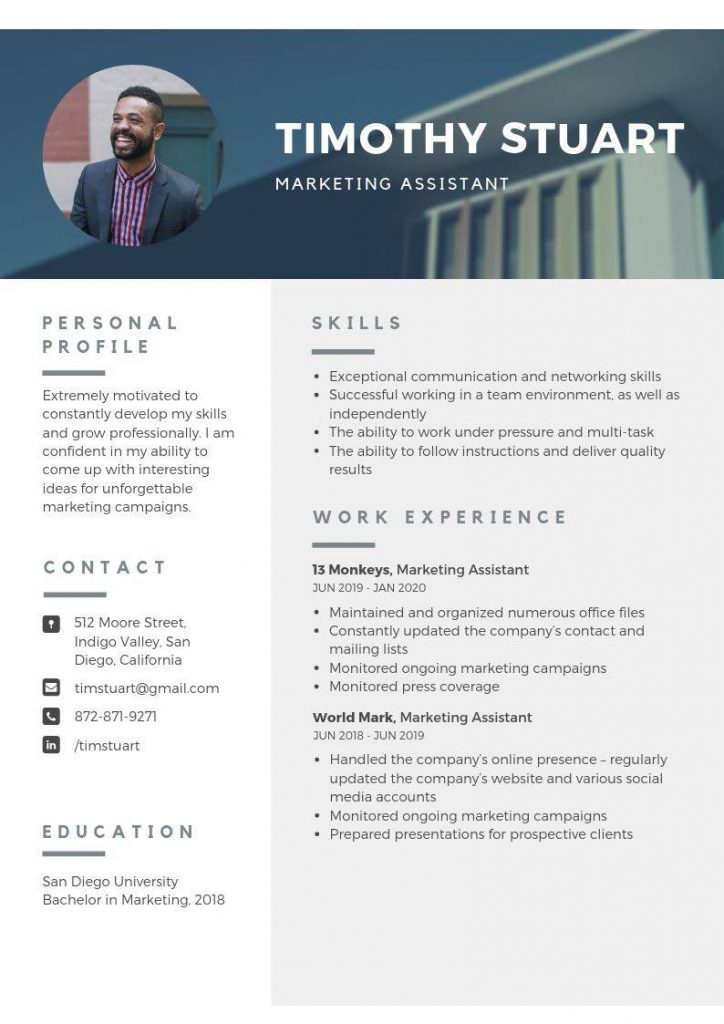 TIMOTHY STUART
MARKETING ASSISTANT
PERSONAL
PROFILE
Extremely motivated to
constantly develop my skills
and grow professionally. I am
confident in my ability to
come up with interesting
ideas for unforgettable
marketing campaigns.
CONTACT
512 Moore Street,
Indigo Valley, San
Diego, California
timstuart@gmail.com
872-871-9271
in /timstuart
EDUCATION
San Diego University
Bachelor in Marketing, 2018
SKILLS
• Exceptional communication and networking skills
• Successful working in a team environment, as well as
independently
• The ability to work under pressure and multi-task
• The ability to follow instructions and deliver quality
results
WORK EXPERIENCE
13 Monkeys, Marketing Assistant
JUN 2019 - JAN 2020
• Maintained and organized numerous office files
• Constantly updated the company's contact and
mailing lists
• Monitored ongoing marketing campaigns
• Monitored press coverage
World Mark, Marketing Assistant
JUN 2018 - JUN 2019
• Handled the company's online presence – regularly
updated the company's website and various social
media accounts
• Monitored ongoing marketing campaigns
• Prepared presentations for prospective clients